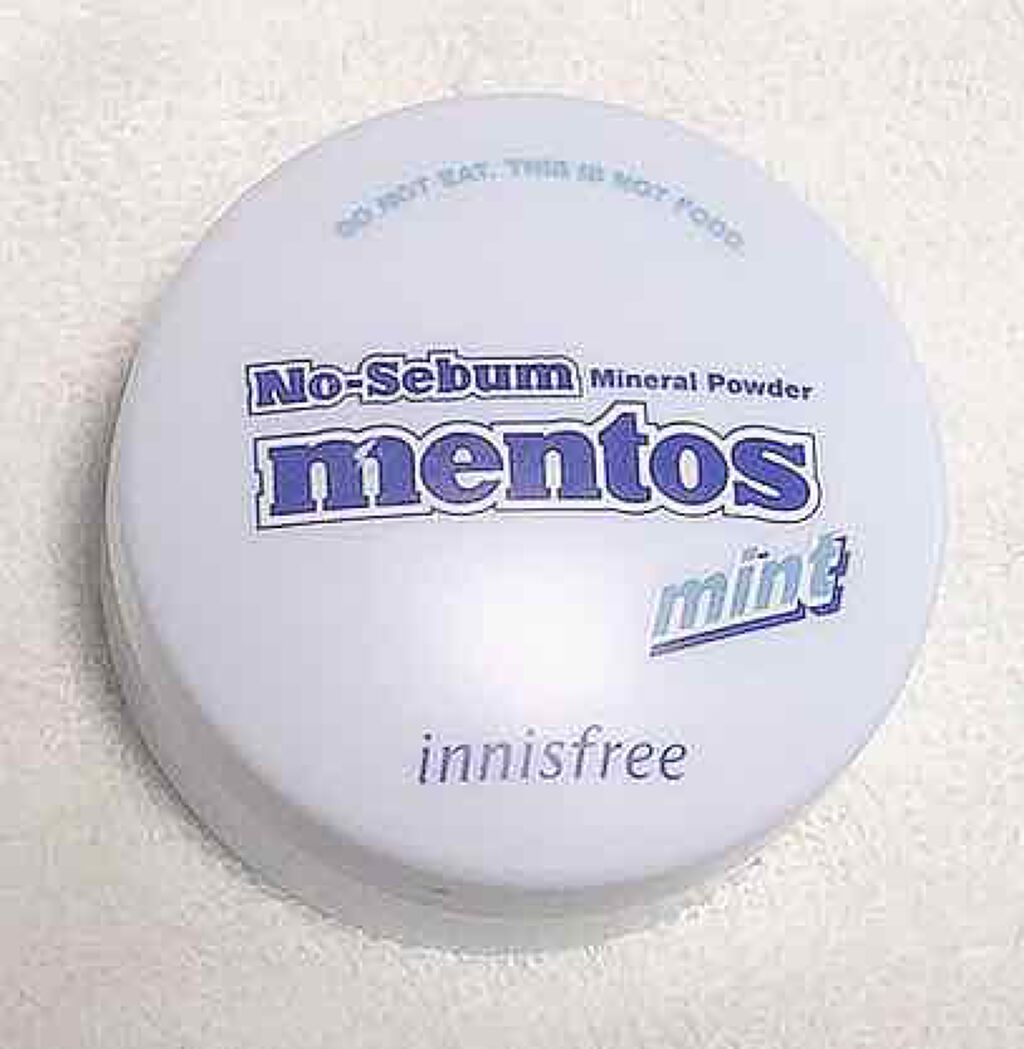 DO NOT EAT. THIS IS NOT FOOD.
No-Sebum Mineral Powder
mentos
mint
innisfree